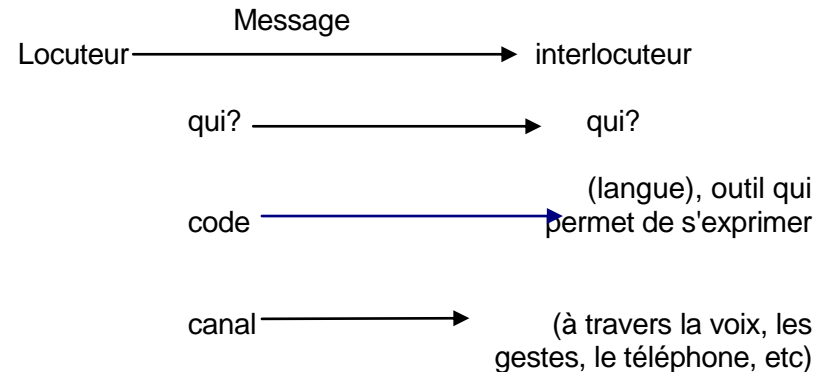 Message
Locuteur interlocuteur
qui? qui?
(langue), outil qui
code permet de s'exprimer
canal (à travers la voix, les
gestes, le téléphone, etc)